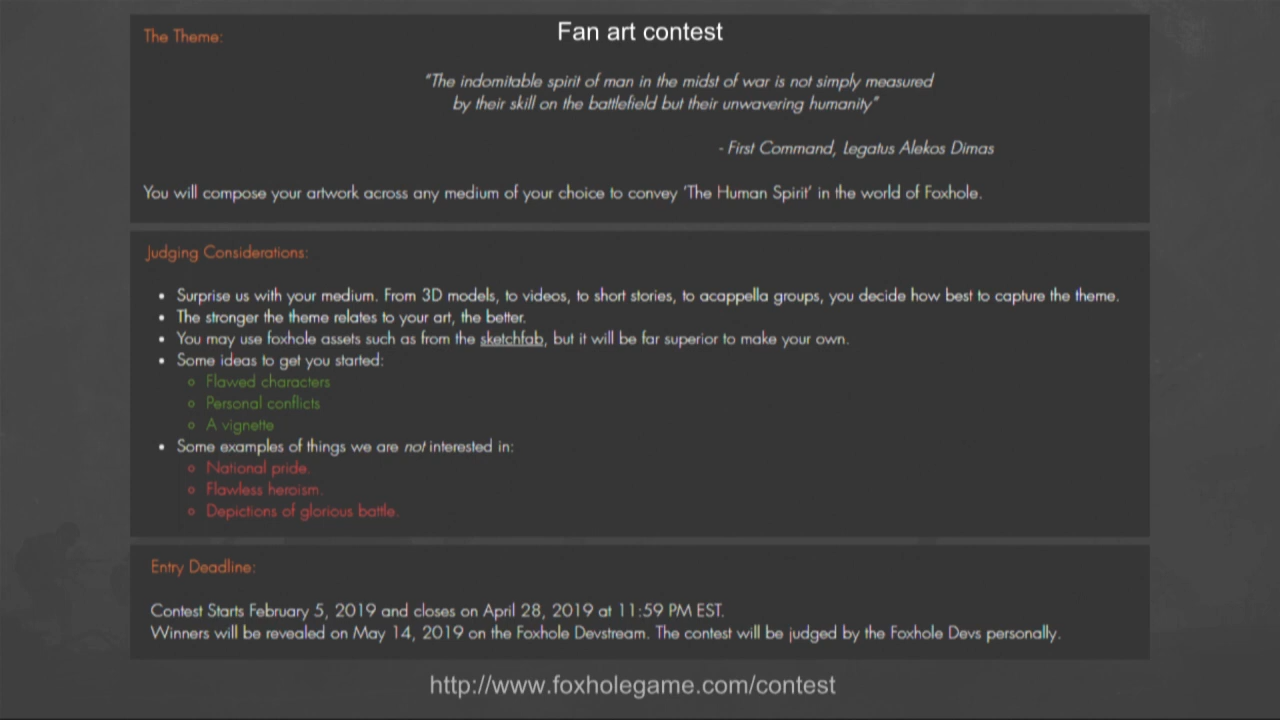 Fan art contest
The Theme:
"The indomitable spirit of man in the midst of war is not simply measured
by their skill on the battlefield but their unwavering humanity"
- First Command, Legatus Alekos Dimas
You will compose your artwork across any medium of your choice to convey 'The Human Spirit' in the world of Foxhole.
Judging Considerations:
• Surprise us with your medium. From 3D models, to videos, to short stories, to acappella groups, you decide how best to capture the theme.
• The stronger the theme relates to your art, the better.
• You may use foxhole assets such as from the sketchfab, but it will be far superior to make your own.
• Some ideas to get you started:
○ Flawed characters
○ Personal conflicts
○ A vignette
• Some examples of things we are not interested in:
○ National pride.
○ Flawless heroism.
○ Depictions of glorious battle.
Entry Deadline:
Contest Starts February 5, 2019 and closes on April 28, 2019 at 11:59 PM EST.
Winners will be revealed on May 14, 2019 on the Foxhole Devstream. The contest will be judged by the Foxhole Devs personally.
http://www.foxholegame.com/contest